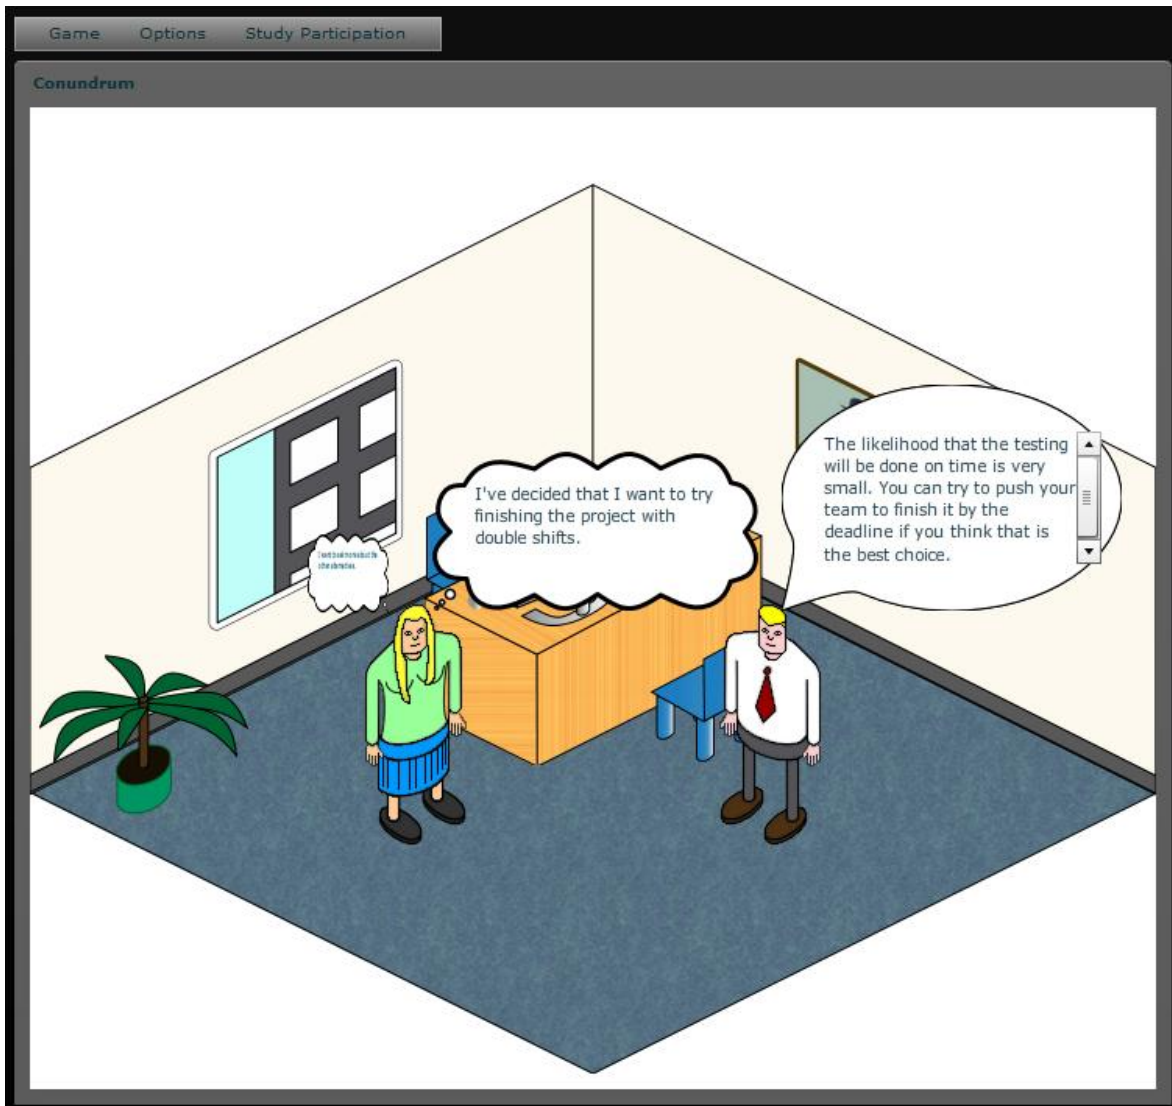 Game Options Study Participation
Conundrum
The likelihood that the testing
will be done on time is very
small. You can try to push your
team to finish it by the
deadline if you think that is
the best choice.
I've decided that I want to try
finishing the project with
double shifts.
other alternatives.